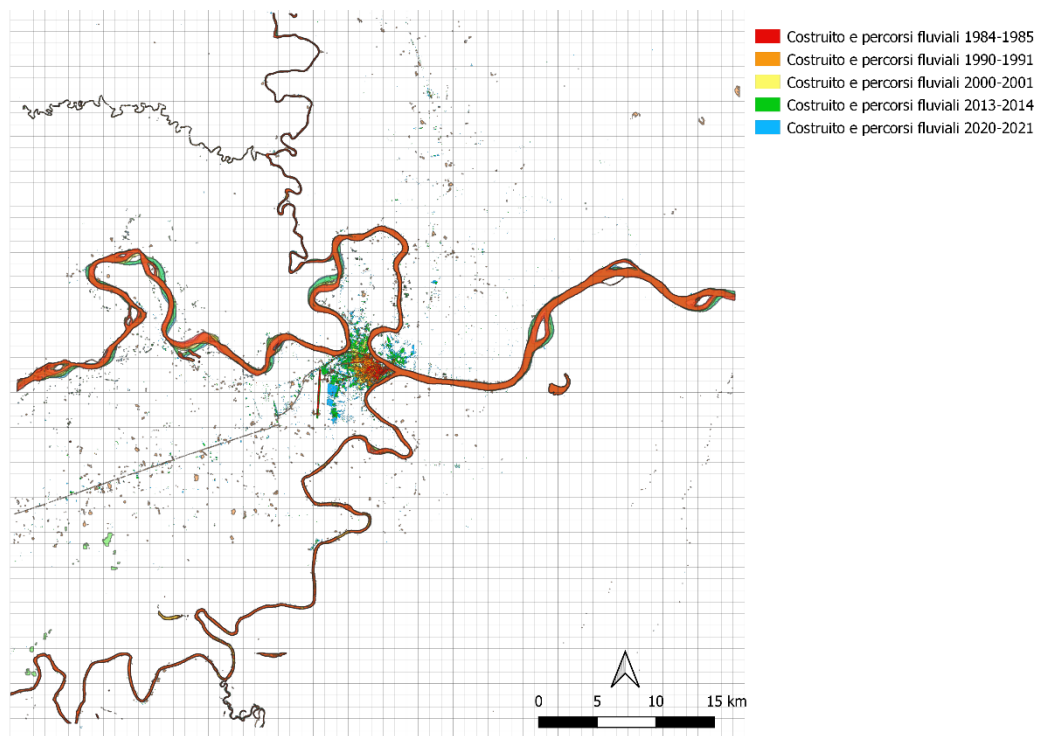 Costruito e percorsi fluviali 1984-1985
Costruito e percorsi fluviali 1990-1991
Costruito e percorsi fluviali 2000-2001
Costruito e percorsi fluviali 2013-2014
Costruito e percorsi fluviali 2020-2021
0 5 10 15 km